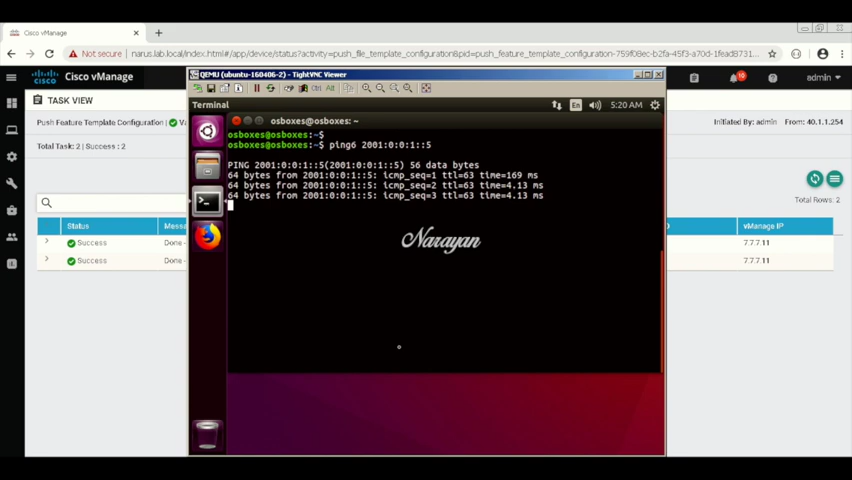 Cisco vManage
Not secure
narus.lab.local/index.html#/app/device/status?activity=push_file_template_configuration&pid=push_feature_template_configuration-759f08ec-b2fa-45f3-a70d-1fead8731...
CISCO Cisco vManage
10
admin
TASK VIEW
Push Feature Template Configuration
Initiated By: admin From: 40.1.1.254
Total Task: 2 | Success : 2
Total Rows: 2
Status
Messa
vManage IP
Success
Done -
7.7.7.11
Success
Done -
7.7.7.11
QEMU (ubuntu-160406-2) - TightVNC Viewer
Ctrl Alt
Terminal
En
5:20 AM
osboxes@osboxes: ~
osboxes@osboxes:~$
osboxes@osboxes:~$ ping6 2001:0:0:1::5
PING 2001:0:0:1::5(2001:0:0:1::5) 56 data bytes
64 bytes from 2001:0:0:1::5: icmp_seq=1 ttl=63 time=169 ms
64 bytes from 2001:0:0:1::5: icmp_seq=2 ttl=63 time=4.13 ms
64 bytes from 2001:0:0:1::5: icmp_seq=3 ttl=63 time=4.13 ms
Narayan